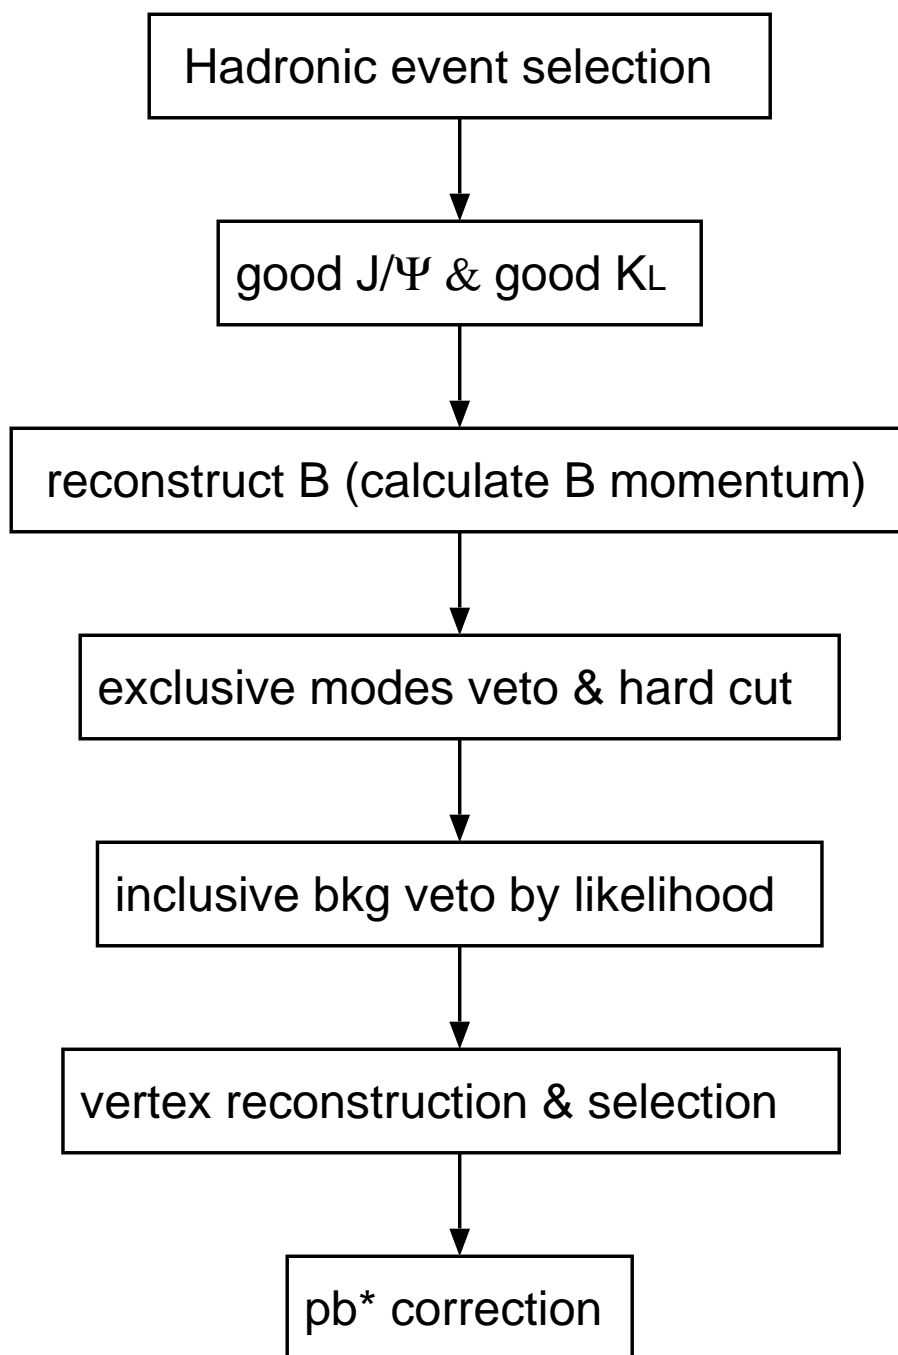 Hadronic event selection
good J/Ψ & good KL
reconstruct B (calculate B momentum)
exclusive modes veto & hard cut
inclusive bkg veto by likelihood
vertex reconstruction & selection
pb* correction